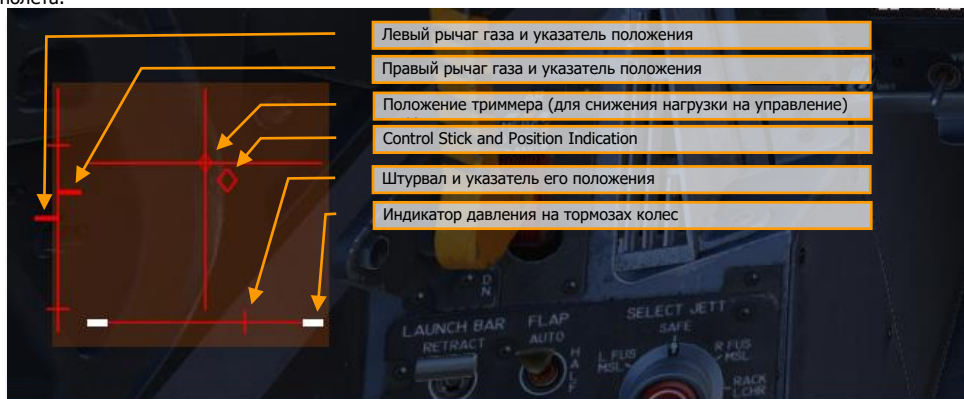 полета.
Левый рычаг газа и указатель положения
Правый рычаг газа и указатель положения
Положение триммера (для снижения нагрузки на управление)
Control Stick and Position Indication
Штурвал и указатель его положения
Индикатор давления на тормозах колес
DN
LAUNCH BAR
RETRACT
FLAP
AUTO
HALF
SELECT JETT
SAFE
L FUS
MSL
R FUS
MSL
RACK
LCHR